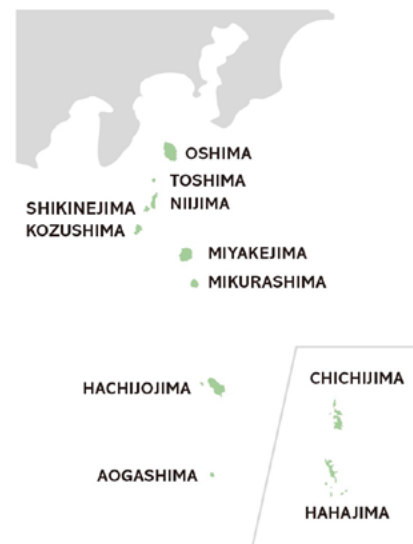 OSHIMA
TOSHIMA
NIIJIMA
SHIKINEJIMA
KOZUSHIMA
MIYAKEJIMA
MIKURASHIMA
HACHIJOJIMA
CHICHIJIMA
AOGASHIMA
HAHAJIMA